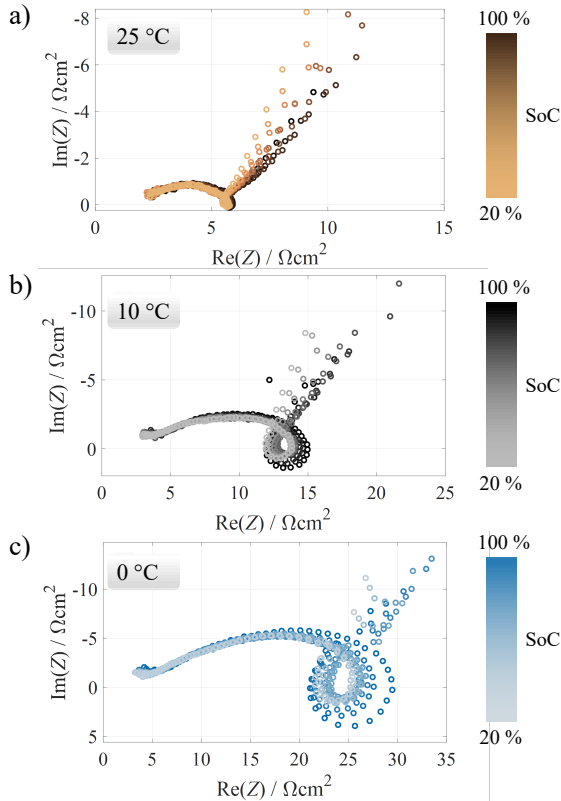 a)
25 °C
-8
-6
-4
-2
0
Im(Z) / Ωcm²
0 5 10 15
Re(Z) / Ωcm²
100 %
SoC
20 %
b)
10 °C
-10
-5
0
Im(Z) / Ωcm²
0 5 10 15 20 25
Re(Z) / Ωcm²
100 %
SoC
20 %
c)
0 °C
-10
-5
0
5
Im(Z) / Ωcm²
0 5 10 15 20 25 30 35
Re(Z) / Ωcm²
100 %
SoC
20 %